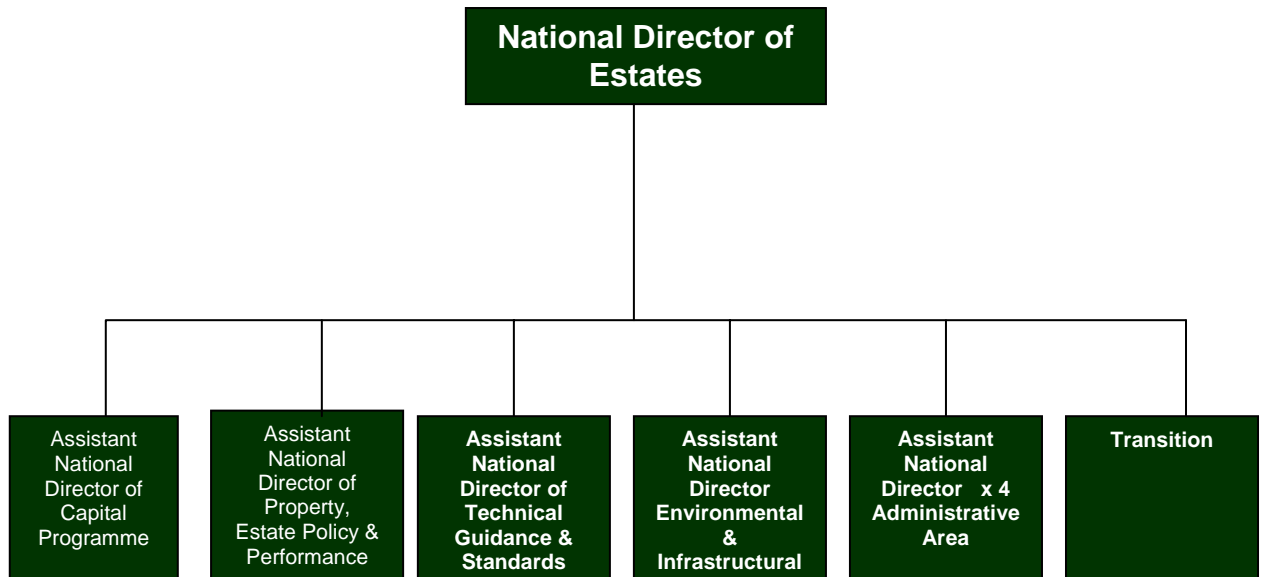 National Director of
Estates
Assistant
National
Director of
Capital
Programme
Assistant
National
Director of
Property,
Estate Policy &
Performance
Assistant
National
Director of
Technical
Guidance &
Standards
Assistant
National
Director
Environmental
&
Infrastructural
Assistant
National
Director x 4
Administrative
Area
Transition